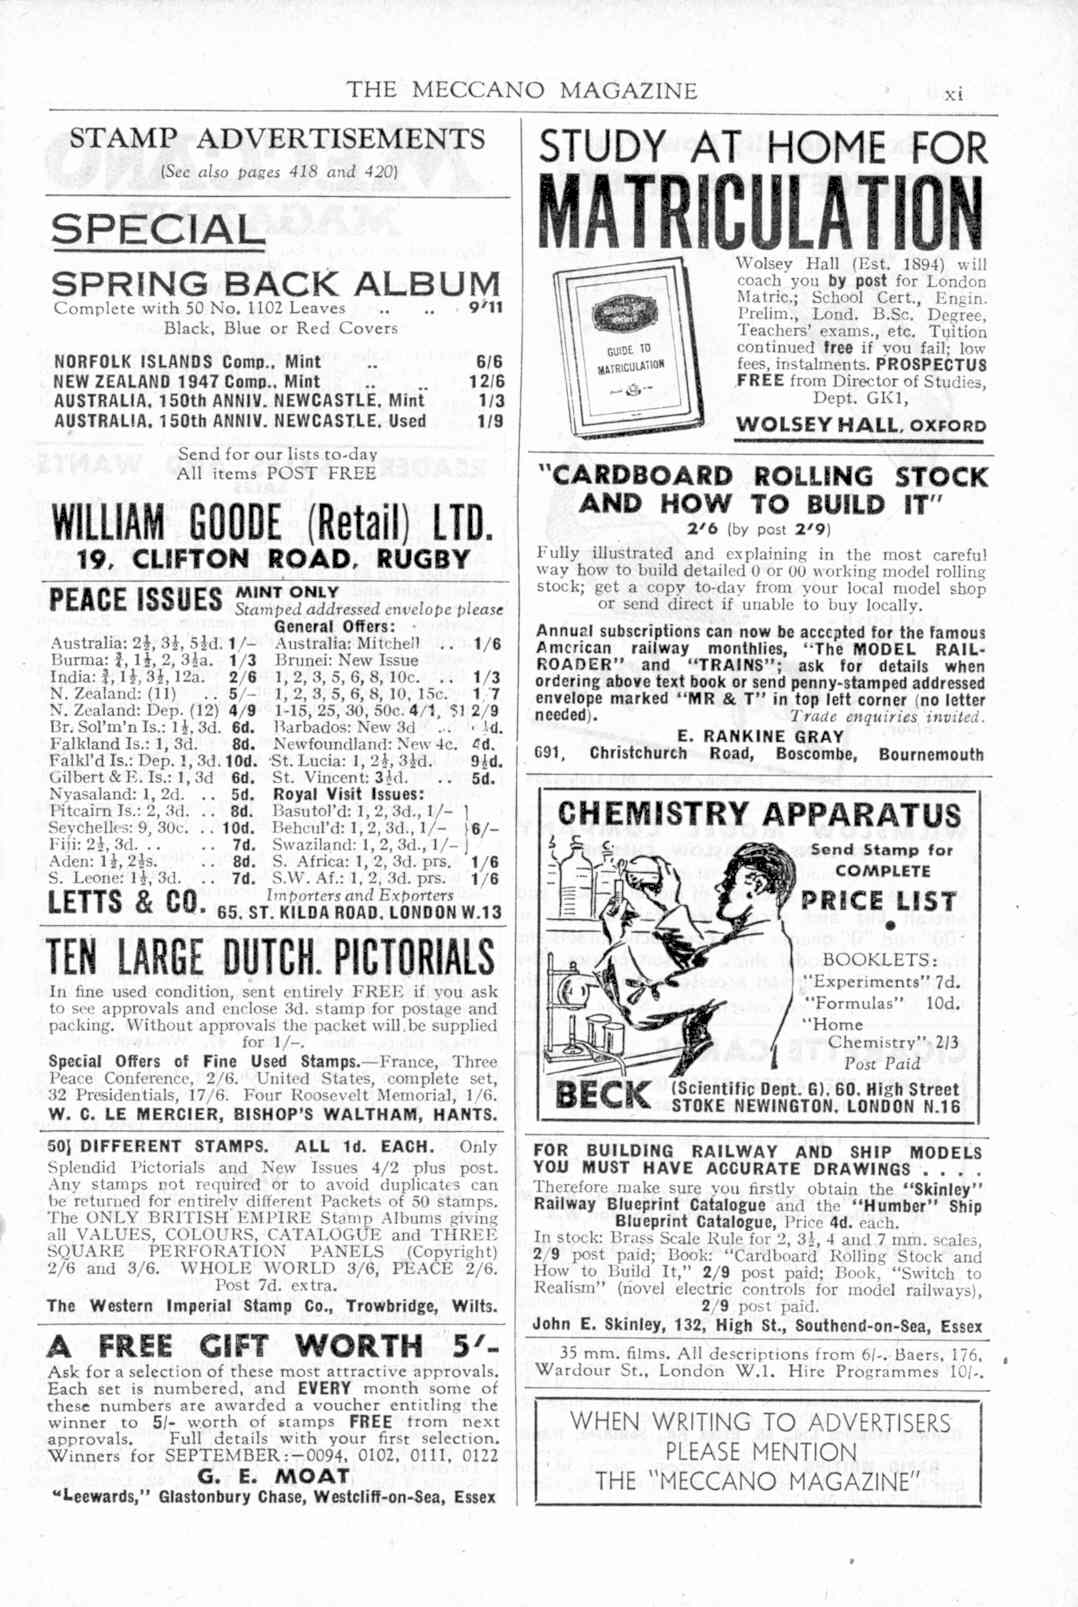 THE MECCANO MAGAZINE
xi
STAMP ADVERTISEMENTS
(See also pages 418 and 420)
SPECIAL
SPRING BACK ALBUM
Complete with 50 No. 1102 Leaves .. .. 9/11
Black, Blue or Red Covers
NORFOLK ISLANDS Comp., Mint .. 6/6
NEW ZEALAND 1947 Comp., Mint .. .. 12/6
AUSTRALIA, 150th ANNIV. NEWCASTLE, Mint 1/3
AUSTRALIA, 150th ANNIV. NEWCASTLE, Used 1/9
Send for our lists to-day
All items POST FREE
WILLIAM GOODE (Retail) LTD.
19, CLIFTON ROAD, RUGBY
PEACE ISSUES MINT ONLY
Stamped addressed envelope please
General Offers:
Australia: 2½, 3½, 5½d. 1/-
Burma: ¾, 1½, 2, 3½a. 1/3
India: ¾, 1½, 3½, 12a. 2/6
N. Zealand: (11) .. 5/-
N. Zealand: Dep. (12) 4/9
Br. Sol'm'n Is.: 1½, 3d. 6d.
Falkland Is.: 1, 3d. 8d.
Falkl'd Is.: Dep. 1, 3d. 10d.
Gilbert & E. Is.: 1, 3d 6d.
Nyasaland: 1, 2d. .. 5d.
Pitcairn Is.: 2, 3d. .. 8d.
Seychelles: 9, 30c. .. 10d.
Fiji: 2½, 3d. .. .. 7d.
Aden: 1½, 2½s. .. 8d.
S. Leone: 1½, 3d. .. 7d.
Australia: Mitchell .. 1/6
Brunei: New Issue
1, 2, 3, 5, 6, 8, 10c. .. 1/3
1, 2, 3, 5, 6, 8, 10, 15c. 1/7
1-15, 25, 30, 50c. 4/1, $1 2/9
Barbados: New 3d .. ½d.
Newfoundland: New 4c. 4d.
St. Lucia: 1, 2½, 3½d. 9½d.
St. Vincent: 3½d. .. 5d.
Royal Visit Issues:
Basutol'd: 1, 2, 3d., 1/-
Bechul'd: 1, 2, 3d., 1/- } 6/-
Swaziland: 1, 2, 3d., 1/-
S. Africa: 1, 2, 3d. prs. 1/6
S.W. Af.: 1, 2, 3d. prs. 1/6
LETTS & CO. Importers and Exporters
65, ST. KILDA ROAD, LONDON W.13
TEN LARGE DUTCH. PICTORIALS
In fine used condition, sent entirely FREE if you ask
to see approvals and enclose 3d. stamp for postage and
packing. Without approvals the packet will be supplied
for 1/-.
Special Offers of Fine Used Stamps.—France, Three
Peace Conference, 2/6. United States, complete set,
32 Presidentials, 17/6. Four Roosevelt Memorial, 1/6.
W. C. LE MERCIER, BISHOP'S WALTHAM, HANTS.
50 DIFFERENT STAMPS. ALL 1d. EACH. Only
Splendid Pictorials and New Issues 4/2 plus post.
Any stamps not required or to avoid duplicates can
be returned for entirely different Packets of 50 stamps.
The ONLY BRITISH EMPIRE Stamp Albums giving
all VALUES, COLOURS, CATALOGUE and THREE
SQUARE PERFORATION PANELS (Copyright)
2/6 and 3/6. WHOLE WORLD 3/6, PEACE 2/6.
Post 7d. extra.
The Western Imperial Stamp Co., Trowbridge, Wilts.
A FREE GIFT WORTH 5/-
Ask for a selection of these most attractive approvals.
Each set is numbered, and EVERY month some of
these numbers are awarded a voucher entitling the
winner to 5/- worth of stamps FREE from next
approvals. Full details with your first selection.
Winners for SEPTEMBER:—0094, 0102, 0111, 0122
G. E. MOAT
"Leewards," Glastonbury Chase, Westcliff-on-Sea, Essex
STUDY AT HOME FOR
MATRICULATION
GUIDE TO
MATRICULATION
Wolsey Hall (Est. 1894) will
coach you by post for London
Matric.; School Cert., Engin.
Prelim., Lond. B.Sc. Degree,
Teachers' exams., etc. Tuition
continued free if you fail; low
fees, instalments. PROSPECTUS
FREE from Director of Studies,
Dept. GK1,
WOLSEY HALL, OXFORD
"CARDBOARD ROLLING STOCK
AND HOW TO BUILD IT"
2/6 (by post 2/9)
Fully illustrated and explaining in the most careful
way how to build detailed 0 or 00 working model rolling
stock; get a copy to-day from your local model shop
or send direct if unable to buy locally.
Annual subscriptions can now be accepted for the famous
American railway monthlies, "The MODEL RAIL-
ROADER" and "TRAINS"; ask for details when
ordering above text book or send penny-stamped addressed
envelope marked "MR & T" in top left corner (no letter
needed). Trade enquiries invited.
E. RANKINE GRAY
691, Christchurch Road, Boscombe, Bournemouth
CHEMISTRY APPARATUS
Send Stamp for
COMPLETE
PRICE LIST
BOOKLETS:
"Experiments" 7d.
"Formulas" 10d.
"Home
Chemistry" 2/3
Post Paid
BECK (Scientific Dept. G), 60, High Street
STOKE NEWINGTON, LONDON N.16
FOR BUILDING RAILWAY AND SHIP MODELS
YOU MUST HAVE ACCURATE DRAWINGS . . . .
Therefore make sure you firstly obtain the "Skinley"
Railway Blueprint Catalogue and the "Humber" Ship
Blueprint Catalogue, Price 4d. each.
In stock: Brass Scale Rule for 2, 3½, 4 and 7 mm. scales,
2/9 post paid; Book: "Cardboard Rolling Stock and
How to Build It," 2/9 post paid; Book, "Switch to
Realism" (novel electric controls for model railways),
2/9 post paid.
John E. Skinley, 132, High St., Southend-on-Sea, Essex
35 mm. films. All descriptions from 6/-. Baers, 176,
Wardour St., London W.1. Hire Programmes 10/-.
WHEN WRITING TO ADVERTISERS
PLEASE MENTION
THE "MECCANO MAGAZINE"